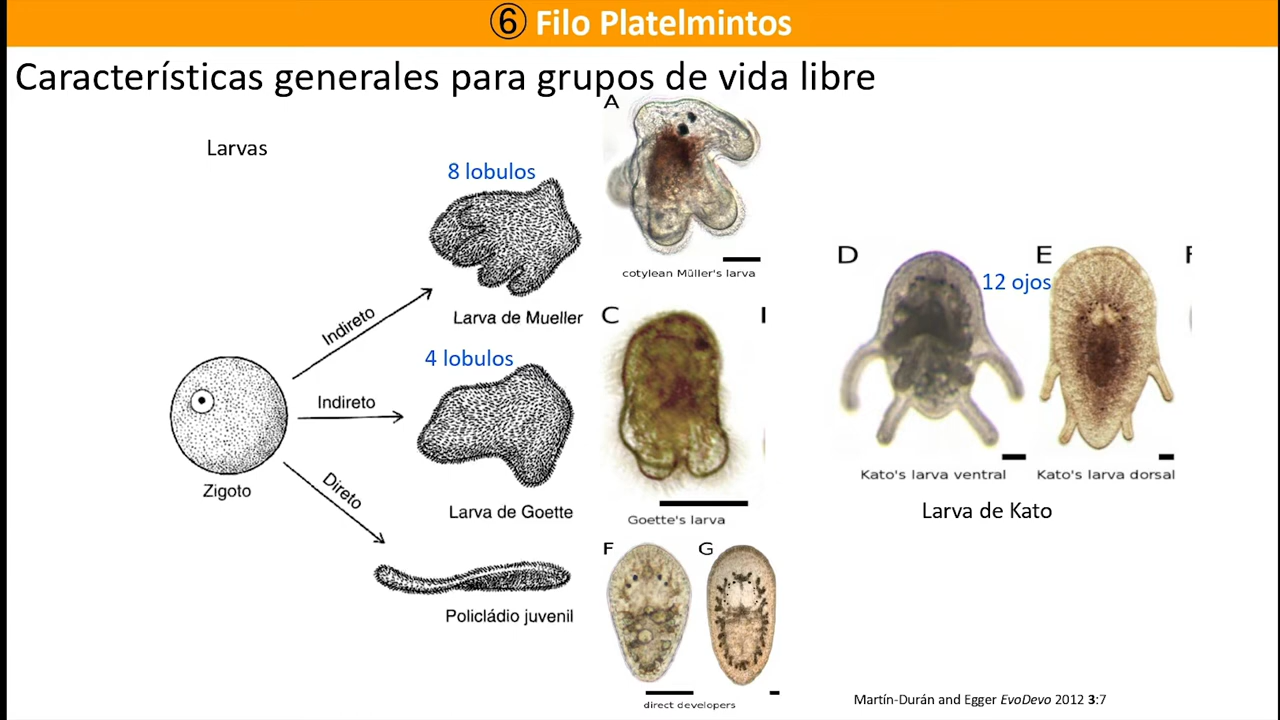 ⑥ Filo Platelmintos
Características generales para grupos de vida libre
Larvas
8 lobulos
Larva de Mueller
Indireto
4 lobulos
Indireto
Larva de Goette
Zigoto
Direto
Policládio juvenil
A
cotylean Müller's larva
C
I
Goette's larva
F G
direct developers
D
12 ojos
E
F
Kato's larva ventral
Kato's larva dorsal
Larva de Kato
Martín-Durán and Egger EvoDevo 2012 3:7